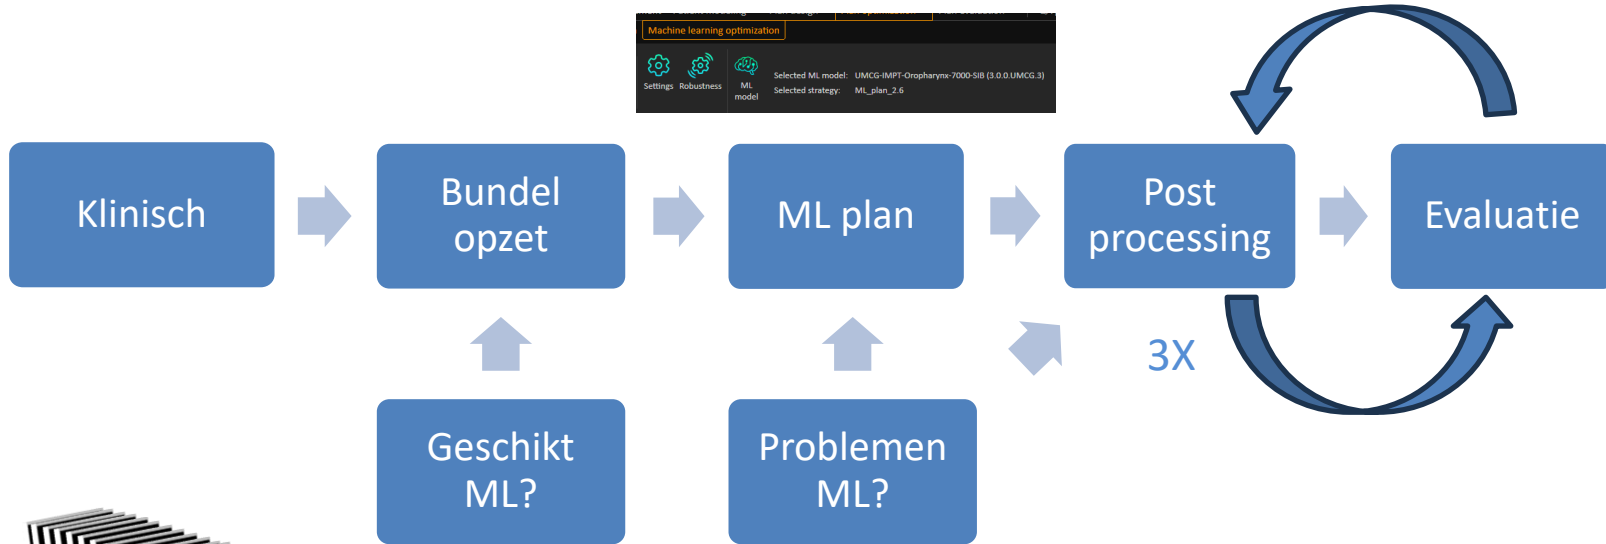 Machine learning optimization
Settings Robustness ML model
Selected ML model: UMCG-IMPT-Oropharynx-7000-SIB (3.0.0.UMCG.3)
Selected strategy: ML_plan_2.6
Klinisch
Bundel
opzet
ML plan
Post
processing
Evaluatie
3X
Geschikt
ML?
Problemen
ML?